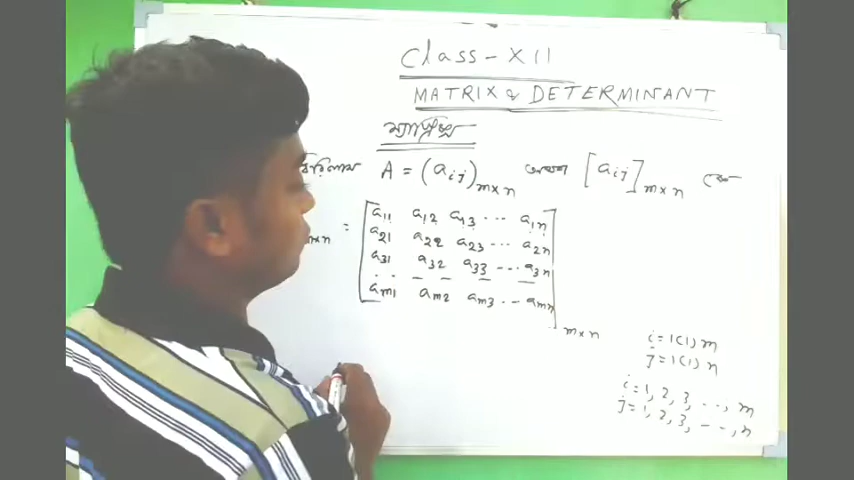 Class - XII
MATRIX & DETERMINANT
ম্যাট্রিক্স
A = (aij)m×n অথবা [aij]m×n কে
m×n = [a11 a12 a13 ... a1n
a21 a22 a23 ... a2n
a31 a32 a33 ... a3n
.. — — —
am1 am2 am3 ... amn]m×n
i = 1(1) m
j = 1(1) n
i = 1, 2, 3, ..., m
j = 1, 2, 3, ..., n